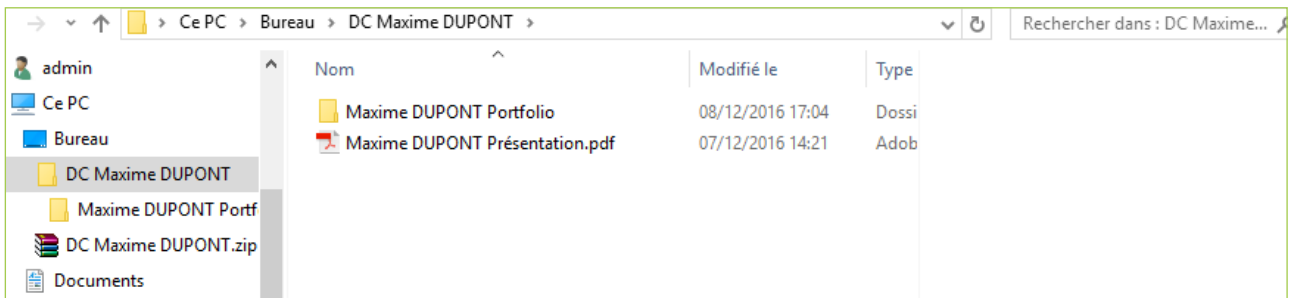 Ce PC > Bureau > DC Maxime DUPONT >
Rechercher dans : DC Maxime...
admin
Ce PC
Bureau
DC Maxime DUPONT
Maxime DUPONT Portf
DC Maxime DUPONT.zip
Documents
Nom Modifié le Type
Maxime DUPONT Portfolio 08/12/2016 17:04 Dossi
Maxime DUPONT Présentation.pdf 07/12/2016 14:21 Adob